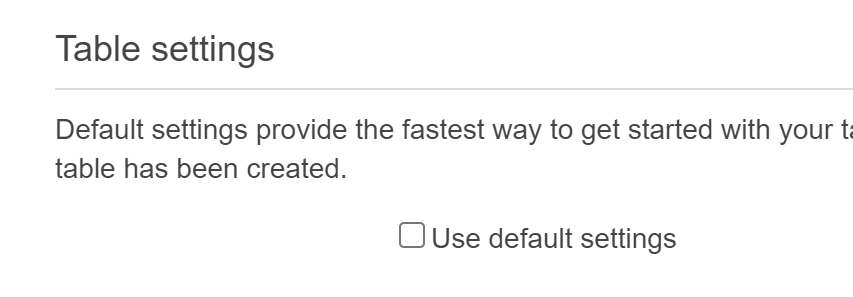 Table settings
Default settings provide the fastest way to get started with your
table has been created.
Use default settings